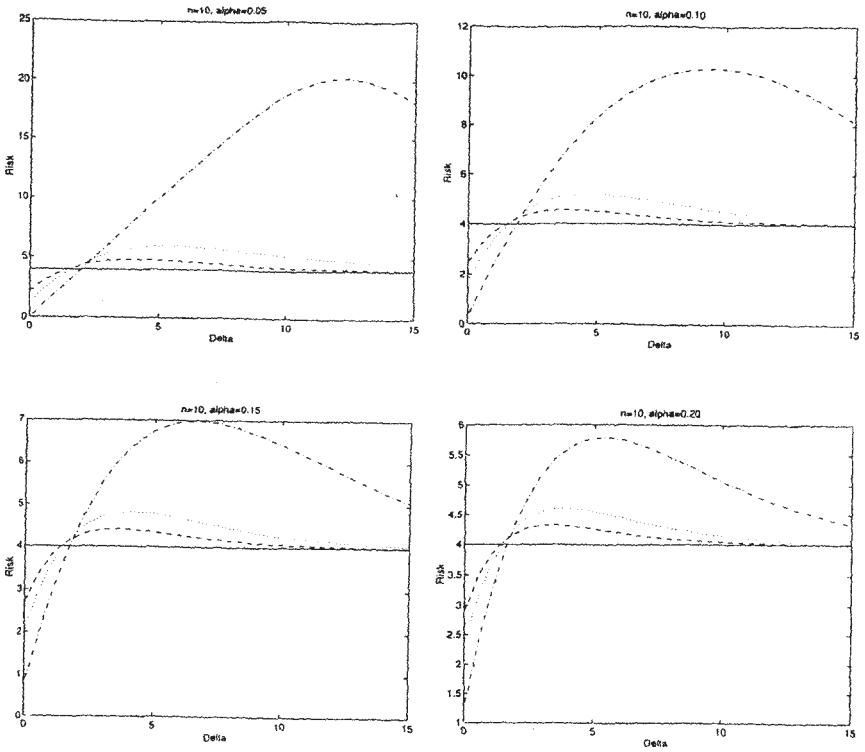 n=10, alpha=0.05
25
20
15
10
5
0
Risk
0 5 10 15
Delta
n=10, alpha=0.10
12
10
8
6
4
2
0
Risk
0 5 10 15
Delta
n=10, alpha=0.15
7
6
5
4
3
2
1
0
Risk
0 5 10 15
Delta
n=10, alpha=0.20
6
5.5
5
4.5
4
3.5
3
2.5
2
1.5
1
Risk
0 5 10 15
Delta